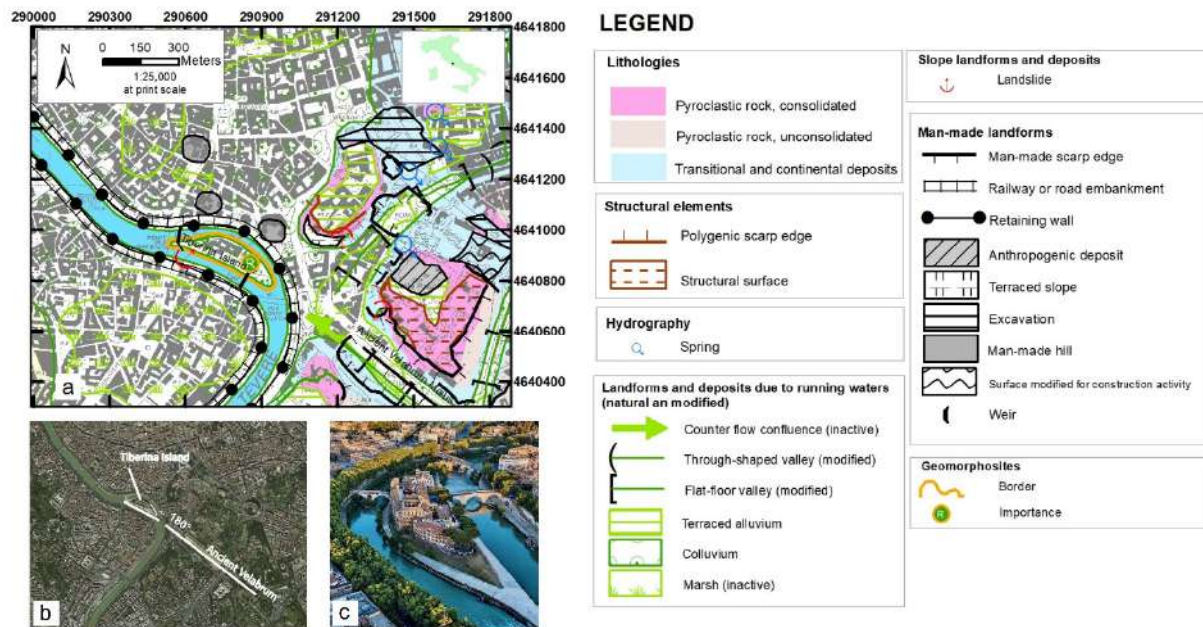 290000 290300 290600 290900 291200 291500 291800
4641800
4641600
4641400
4641200
4641000
4640800
4640600
4640400
N
0 150 300
Meters
1:25,000
at print scale
Tiberina Island
R
Ancient Velabrum
a
Tiberina Island
180°
Ancient Velabrum
b
c
LEGEND
Lithologies
Pyroclastic rock, consolidated
Pyroclastic rock, unconsolidated
Transitional and continental deposits
Structural elements
Polygenic scarp edge
Structural surface
Hydrography
Spring
Landforms and deposits due to running waters
(natural an modified)
Counter flow confluence (inactive)
Through-shaped valley (modified)
Flat-floor valley (modified)
Terraced alluvium
Colluvium
Marsh (inactive)
Slope landforms and deposits
Landslide
Man-made landforms
Man-made scarp edge
Railway or road embankment
Retaining wall
Anthropogenic deposit
Terraced slope
Excavation
Man-made hill
Surface modified for construction activity
Weir
Geomorphosites
Border
R
Importance